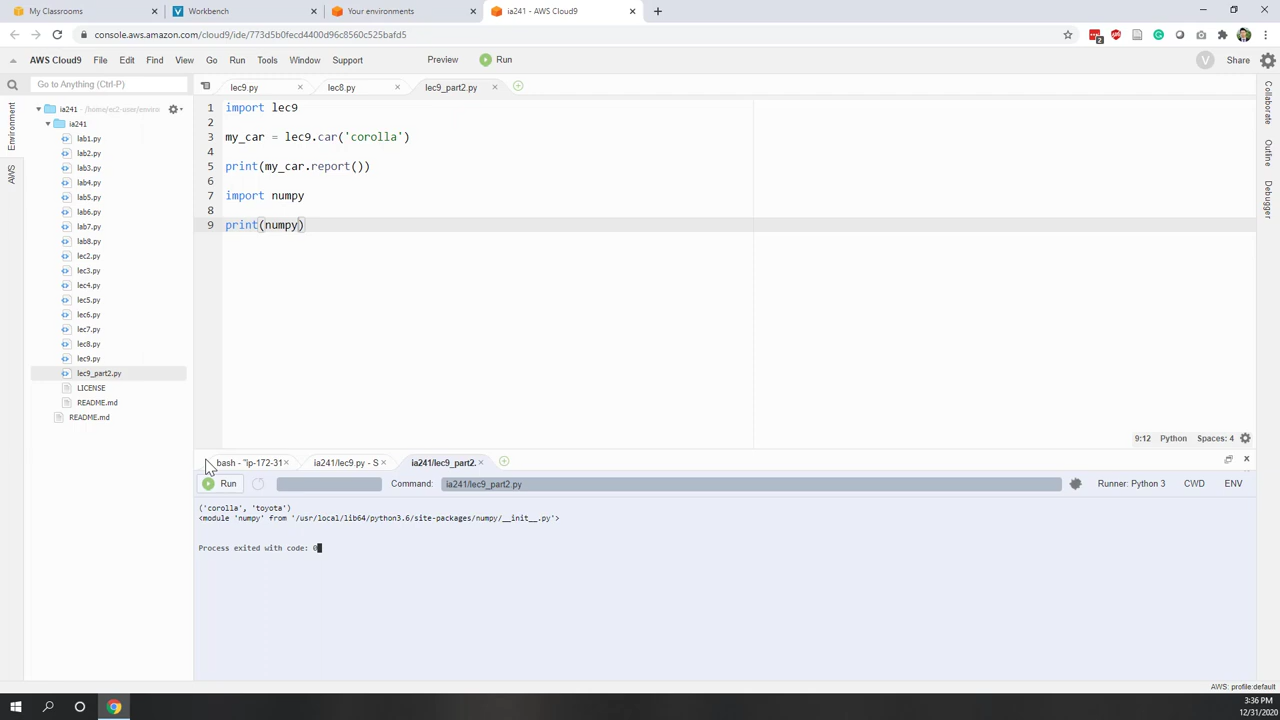 My Classrooms
Workbench
Your environments
ia241 - AWS Cloud9
console.aws.amazon.com/cloud9/ide/773d5b0fecd4400d96c8560c525bafd5
2
AWS Cloud9 File Edit Find View Go Run Tools Window Support Preview Run
V Share
Go to Anything (Ctrl-P)
lec9.py
lec8.py
lec9_part2.py
Environment
AWS
Collaborate
Outline
Debugger
ia241 - /home/ec2-user/enviro
ia241
lab1.py
lab2.py
lab3.py
lab4.py
lab5.py
lab6.py
lab7.py
lab8.py
lec2.py
lec3.py
lec4.py
lec5.py
lec6.py
lec7.py
lec8.py
lec9.py
lec9_part2.py
LICENSE
README.md
README.md
1 import lec9
2
3 my_car = lec9.car('corolla')
4
5 print(my_car.report())
6
7 import numpy
8
9 print(numpy)
9:12 Python Spaces: 4
bash - "ip-172-31
ia241/lec9.py - S
ia241/lec9_part2.
Run
Command: ia241/lec9_part2.py
Runner: Python 3 CWD ENV
('corolla', 'toyota')
<module 'numpy' from '/usr/local/lib64/python3.6/site-packages/numpy/__init__.py'>
Process exited with code: 0
AWS: profile:default
3:36 PM
12/31/2020